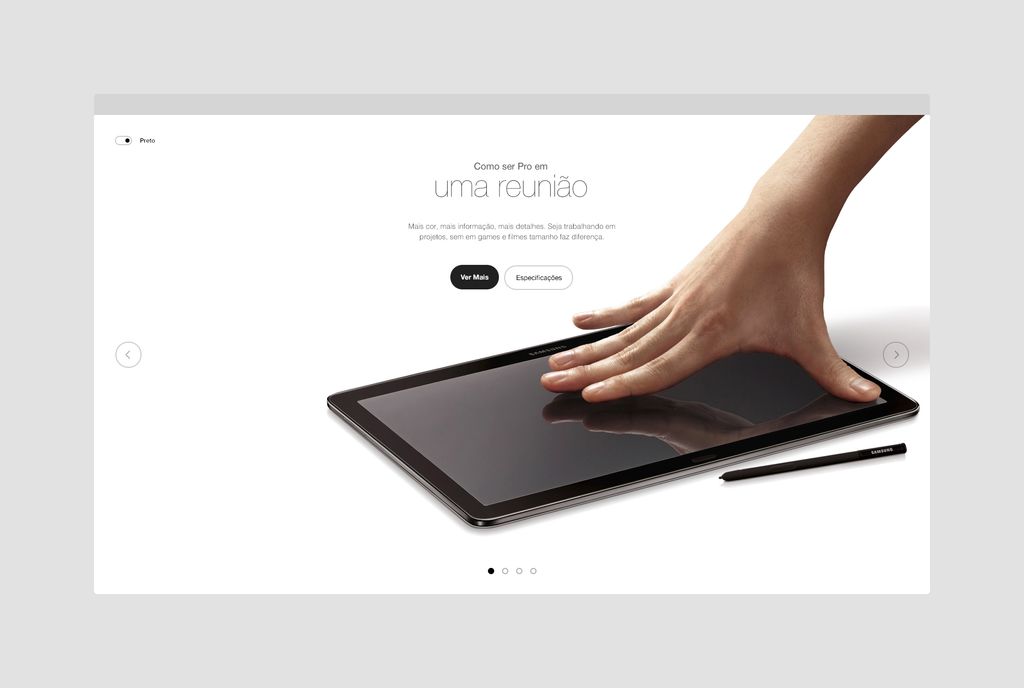 Preto
Como ser Pro em
uma reunião
Mais cor, mais informação, mais detalhes. Seja trabalhando em
projetos, sem em games e filmes tamanho faz diferença.
Ver Mais
Especificações
SAMSUNG
SAMSUNG